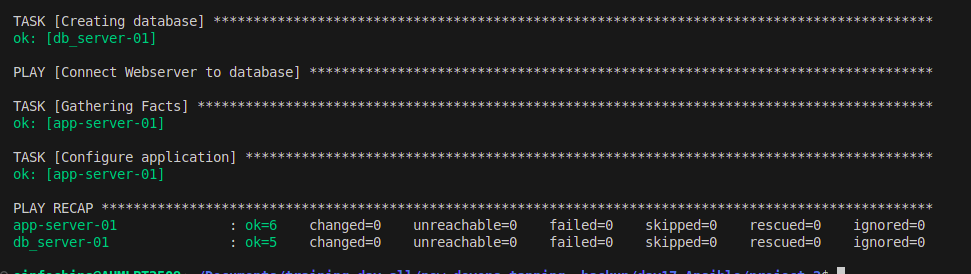 TASK [Creating database] ******************************************************************************************
ok: [db_server-01]
PLAY [Connect Webserver to database] ******************************************************************************
TASK [Gathering Facts] ********************************************************************************************
ok: [app-server-01]
TASK [Configure application] **************************************************************************************
ok: [app-server-01]
PLAY RECAP ********************************************************************************************************
app-server-01 : ok=6 changed=0 unreachable=0 failed=0 skipped=0 rescued=0 ignored=0
db_server-01 : ok=5 changed=0 unreachable=0 failed=0 skipped=0 rescued=0 ignored=0